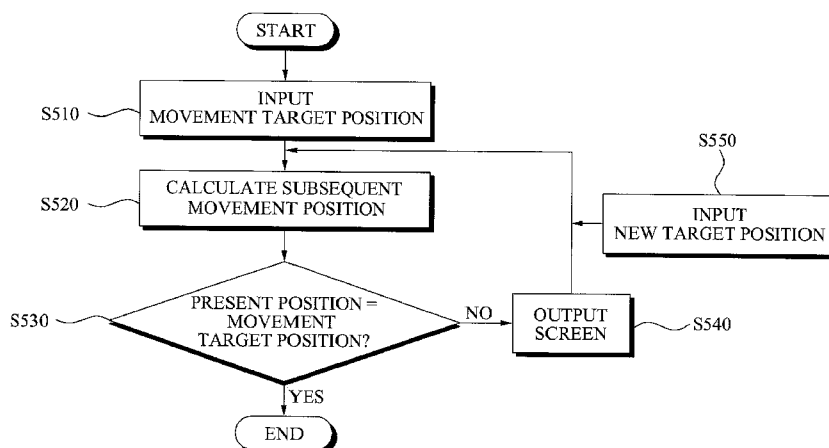 START
S510
INPUT
MOVEMENT TARGET POSITION
S550
S520
CALCULATE SUBSEQUENT
MOVEMENT POSITION
INPUT
NEW TARGET POSITION
S530
PRESENT POSITION =
MOVEMENT
TARGET POSITION?
NO
OUTPUT
SCREEN
S540
YES
END